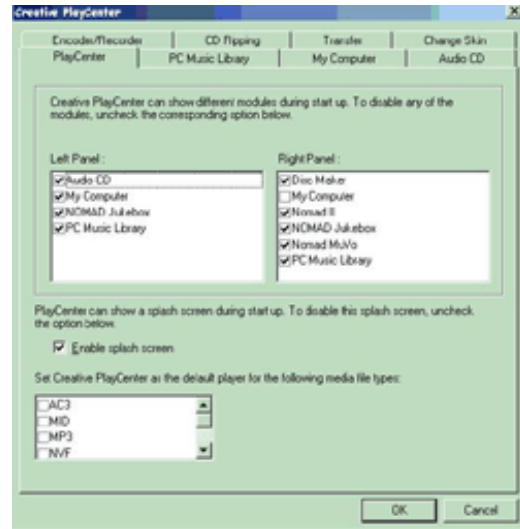 Creative PlayCenter
Encoder/Recorder CD Ripping Transfer Change Skin
PlayCenter PC Music Library My Computer Audio CD
Creative PlayCenter can show different modules during start up. To disable any of the
modules, uncheck the corresponding option below.
Left Panel : Right Panel :
Audio CD Disc Maker
My Computer My Computer
NOMAD Jukebox Nomad II
PC Music Library NOMAD Jukebox
Nomad MuVo
PC Music Library
PlayCenter can show a splash screen during start up. To disable this splash screen, uncheck
the option below.
Enable splash screen
Set Creative PlayCenter as the default player for the following media file types:
AC3
MID
MP3
NVF
OK Cancel